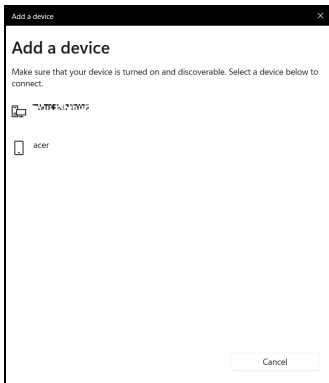 Add a device
Add a device
Make sure that your device is turned on and discoverable. Select a device below to
connect.
acer
Cancel